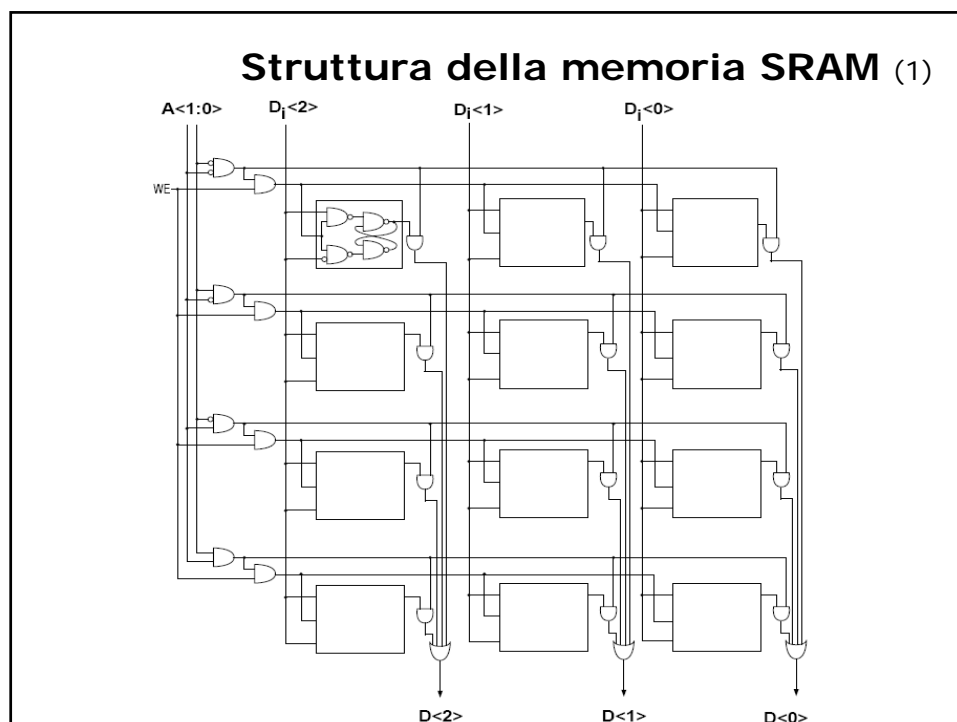 Struttura della memoria SRAM (1)
A<1:0> Di<2> Di<1> Di<0>
WE
D<2> D<1> D<0>